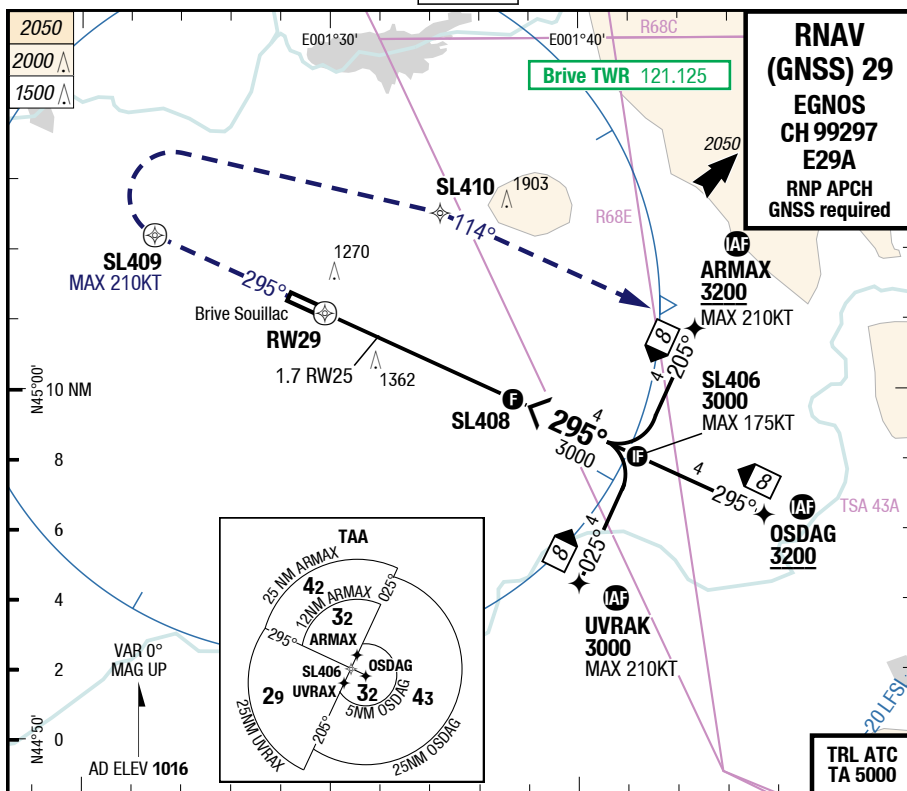 2050
2000
1500
E001°30'
E001°40'
R68C
Brive TWR 121.125
RNAV
(GNSS) 29
EGNOS
CH 99297
E29A
RNP APCH
GNSS required
2050
SL410
1903
114°
R68E
SL409
MAX 210KT
1270
295°
Brive Souillac
RW29
IAF
ARMAX
3200
MAX 210KT
8
4
205°
1.7 RW25
1362
N45°00'
10 NM
SL408
F
4
295°
3000
SL406
3000
MAX 175KT
IF
4
8
295°
IAF
OSDAG
3200
TSA 43A
8
6
8
4
025°
IAF
UVRAK
3000
MAX 210KT
4
2
N44°50'
0
VAR 0°
MAG UP
AD ELEV 1016
TAA
25 NM ARMAX
42
025°
12NM ARMAX
32
295°
ARMAX
OSDAG
SL406
UVRAX
29
32
43
5NM OSDAG
205°
25NM UVRAX
25NM OSDAG
20 LFSL
TRL ATC
TA 5000